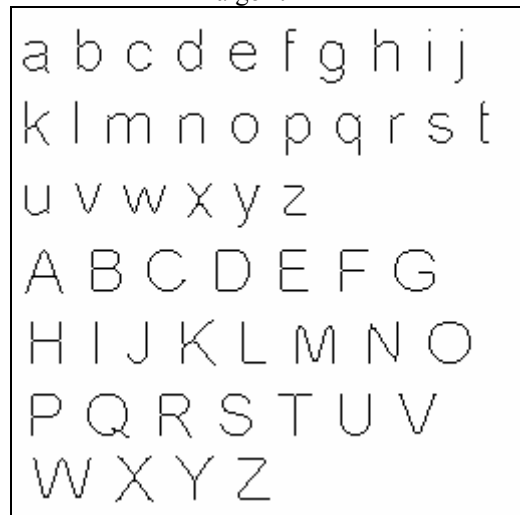 a b c d e f g h i j
k l m n o p q r s t
u v w x y z
A B C D E F G
H I J K L M N O
P Q R S T U V
W X Y Z